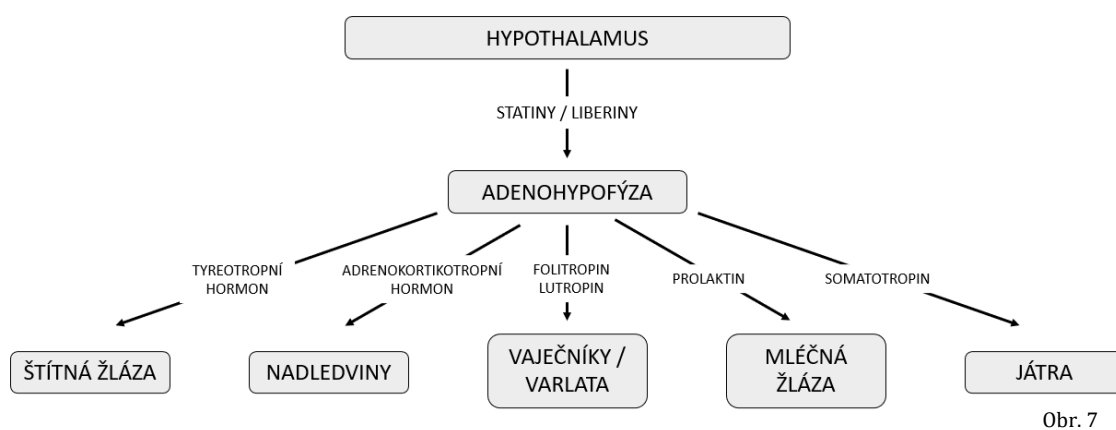 HYPOTHALAMUS
STATINY / LIBERINY
ADENOHYPOFÝZA
TYREOTROPNÍ
HORMON
ADRENOKORTIKOTROPNÍ
HORMON
FOLITROPIN
LUTROPIN
PROLAKTIN
SOMATOTROPIN
ŠTÍTNÁ ŽLÁZA
NADLEDVINY
VAJEČNÍKY /
VARLATA
MLÉČNÁ
ŽLÁZA
JÁTRA
Obr. 7